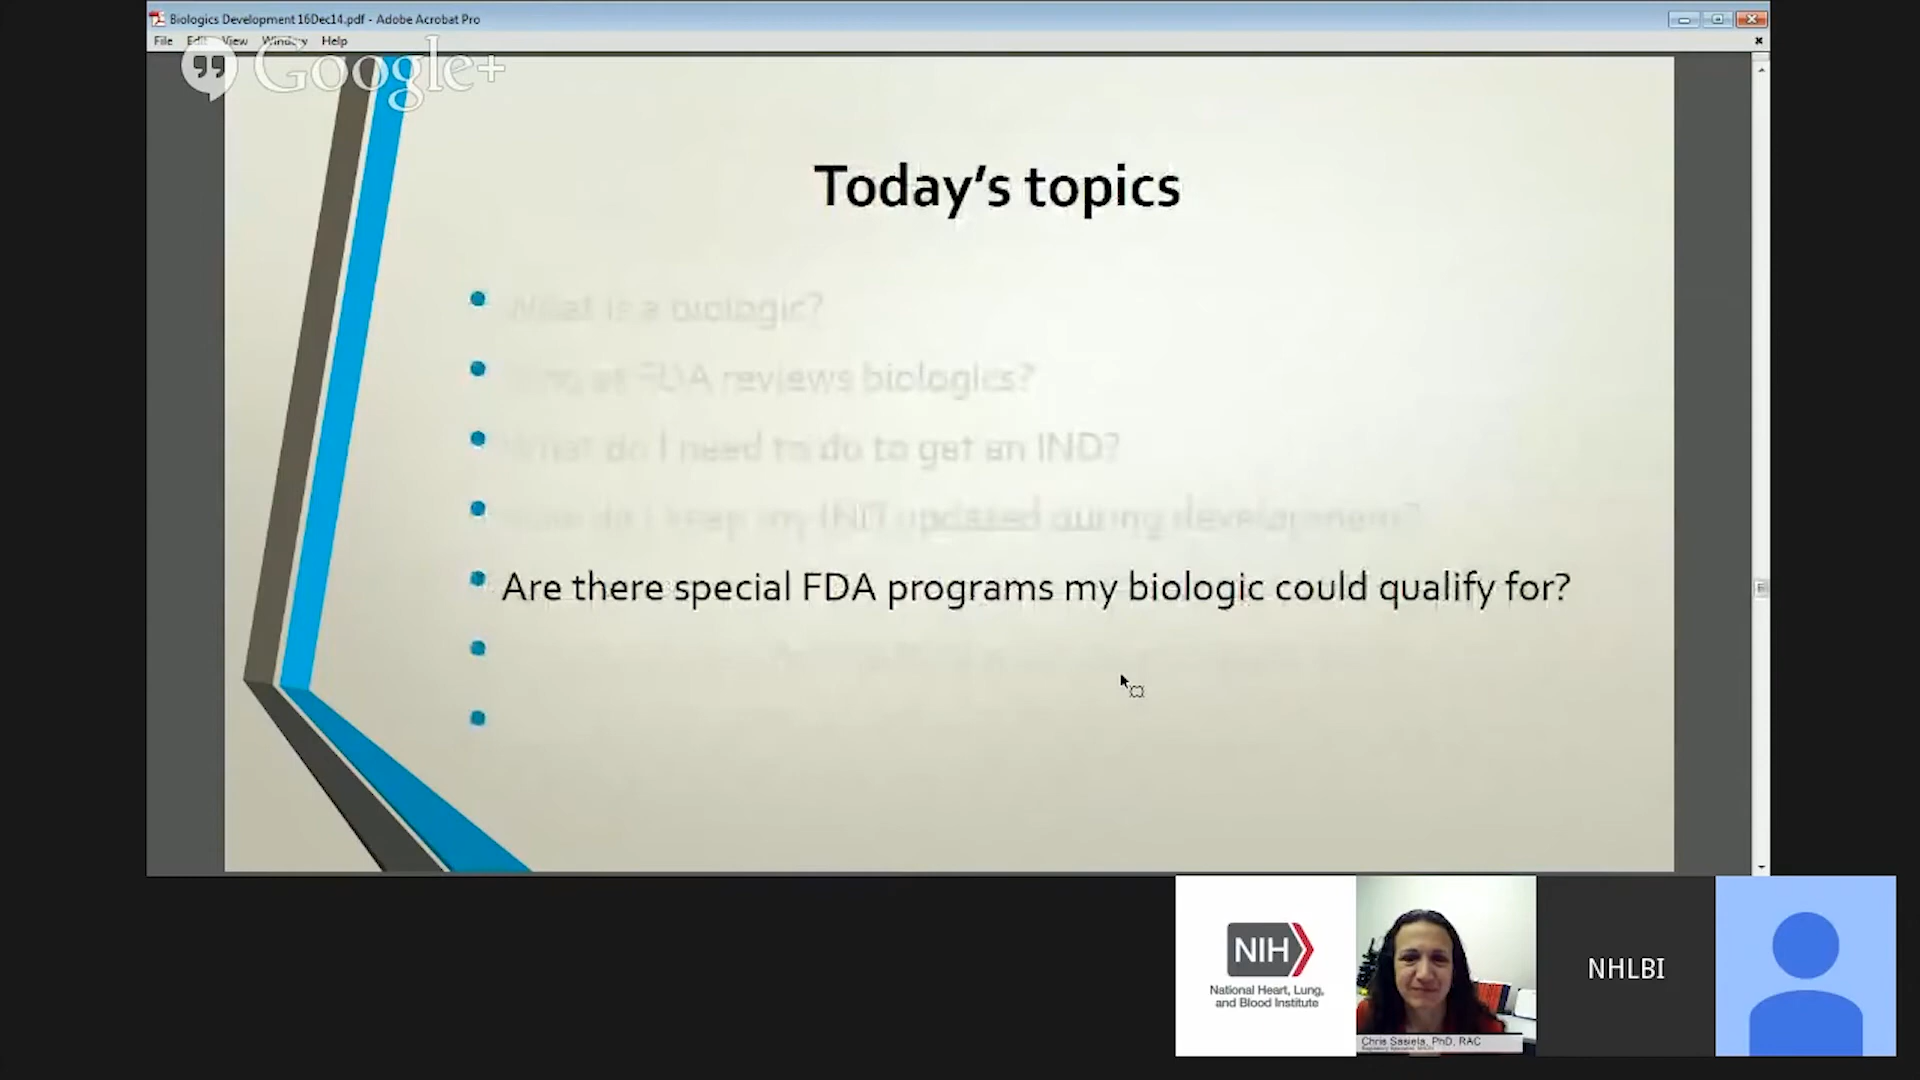 Biologics Development 16Dec14.pdf - Adobe Acrobat Pro
File Edit View Window Help
Google+
Today's topics
What is a biologic?
at FDA reviews biologics?
What do I need to do to get an IND?
do I keep my IND updated during development?
Are there special FDA programs my biologic could qualify for?
NIH
National Heart, Lung,
and Blood Institute
Chris Sasiela, PhD, RAC
NHLBI